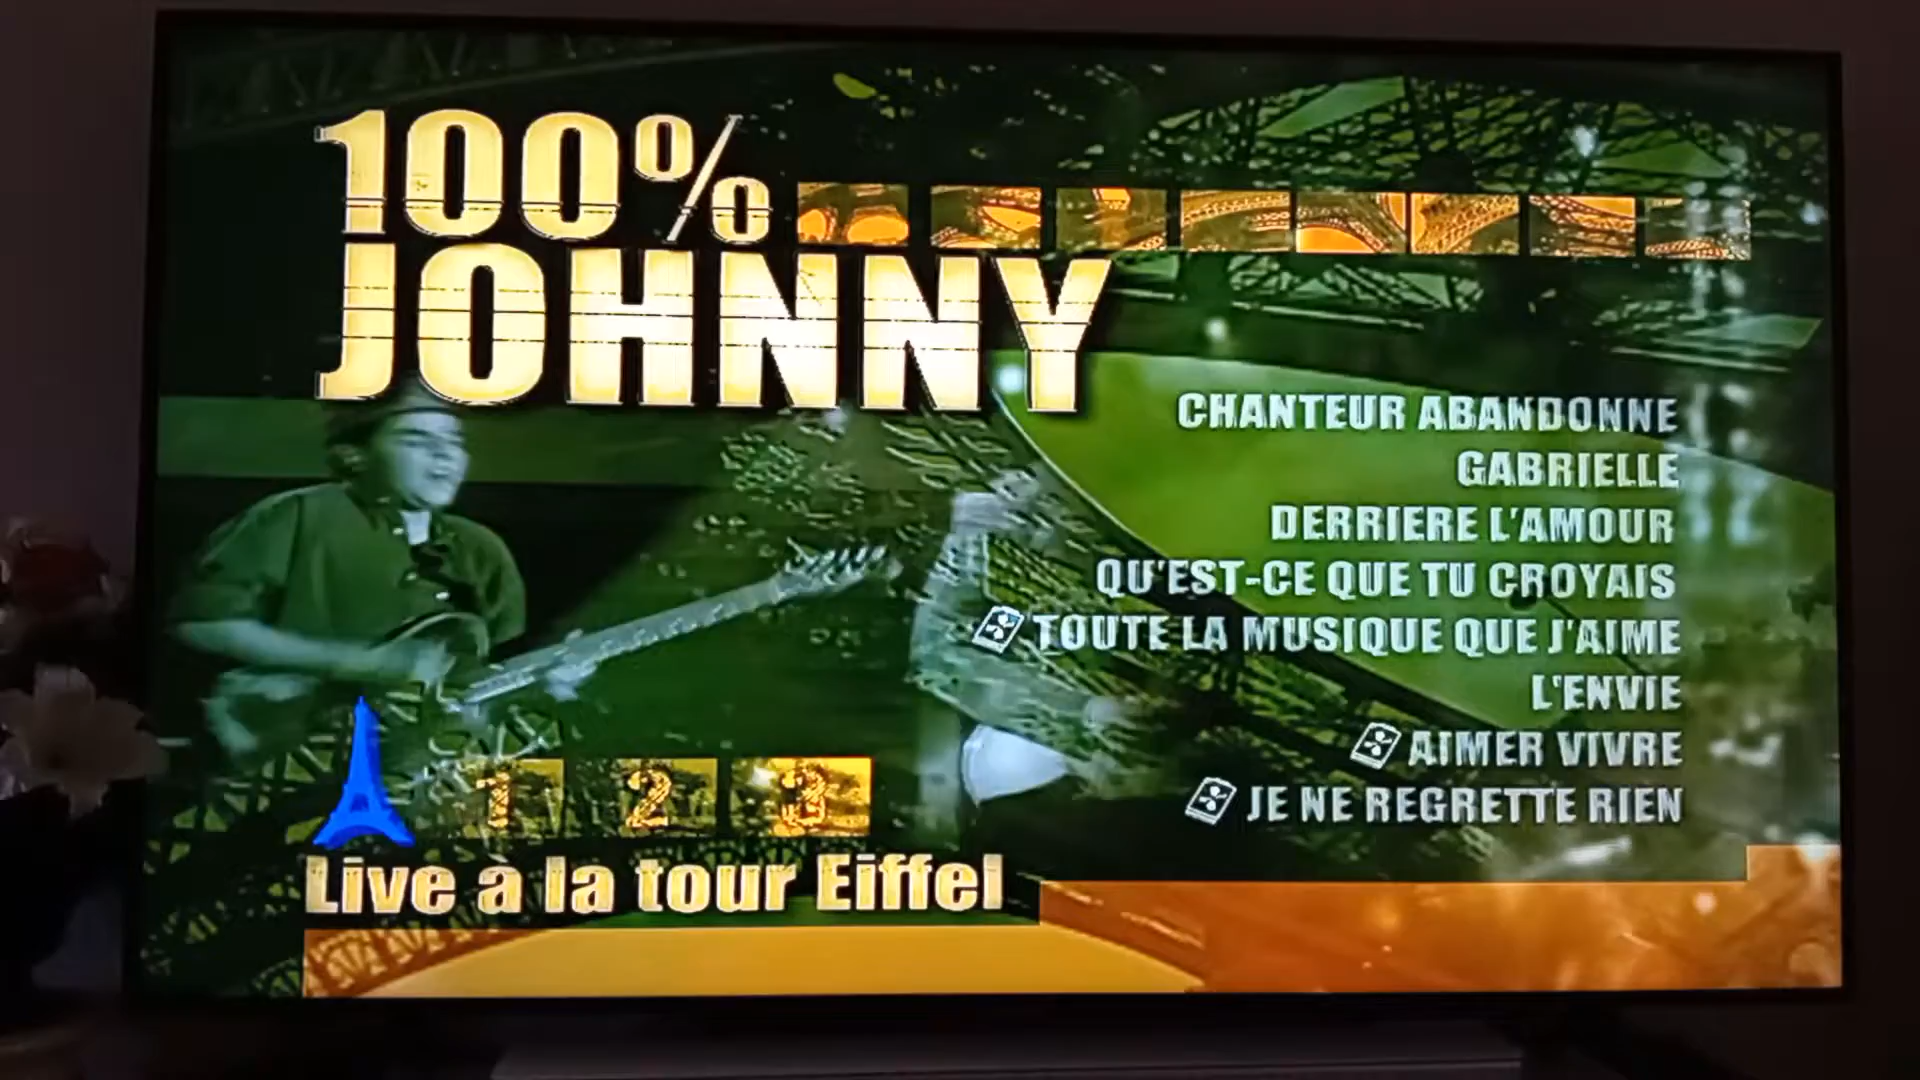 100%
JOHNNY
CHANTEUR ABANDONNE
GABRIELLE
DERRIERE L'AMOUR
QU'EST-CE QUE TU CROYAIS
TOUTE LA MUSIQUE QUE J'AIME
L'ENVIE
AIMER VIVRE
JE NE REGRETTE RIEN
1 2 3
Live à la tour Eiffel